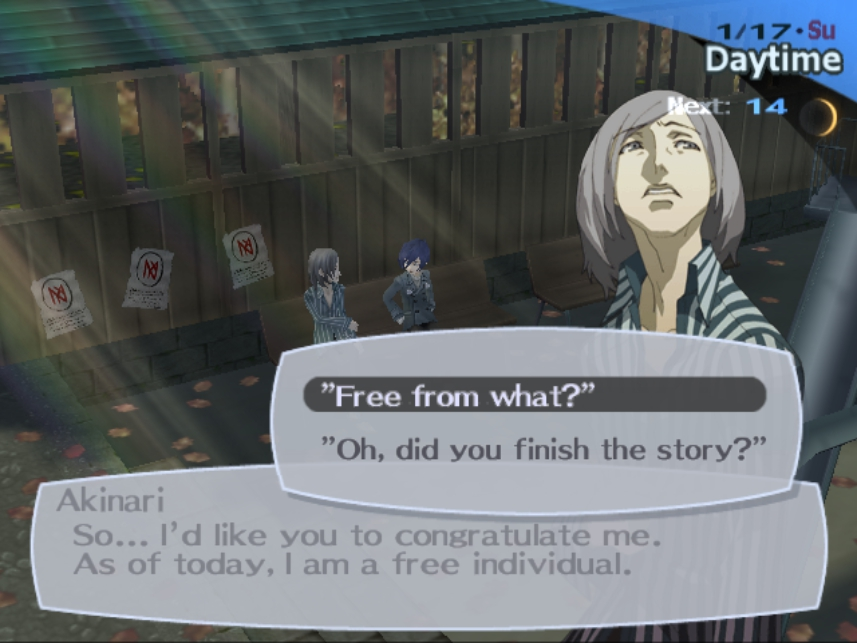 1/17・Su
Daytime
Next: 14
"Free from what?"
"Oh, did you finish the story?"
Akinari
So... I'd like you to congratulate me.
As of today, I am a free individual.